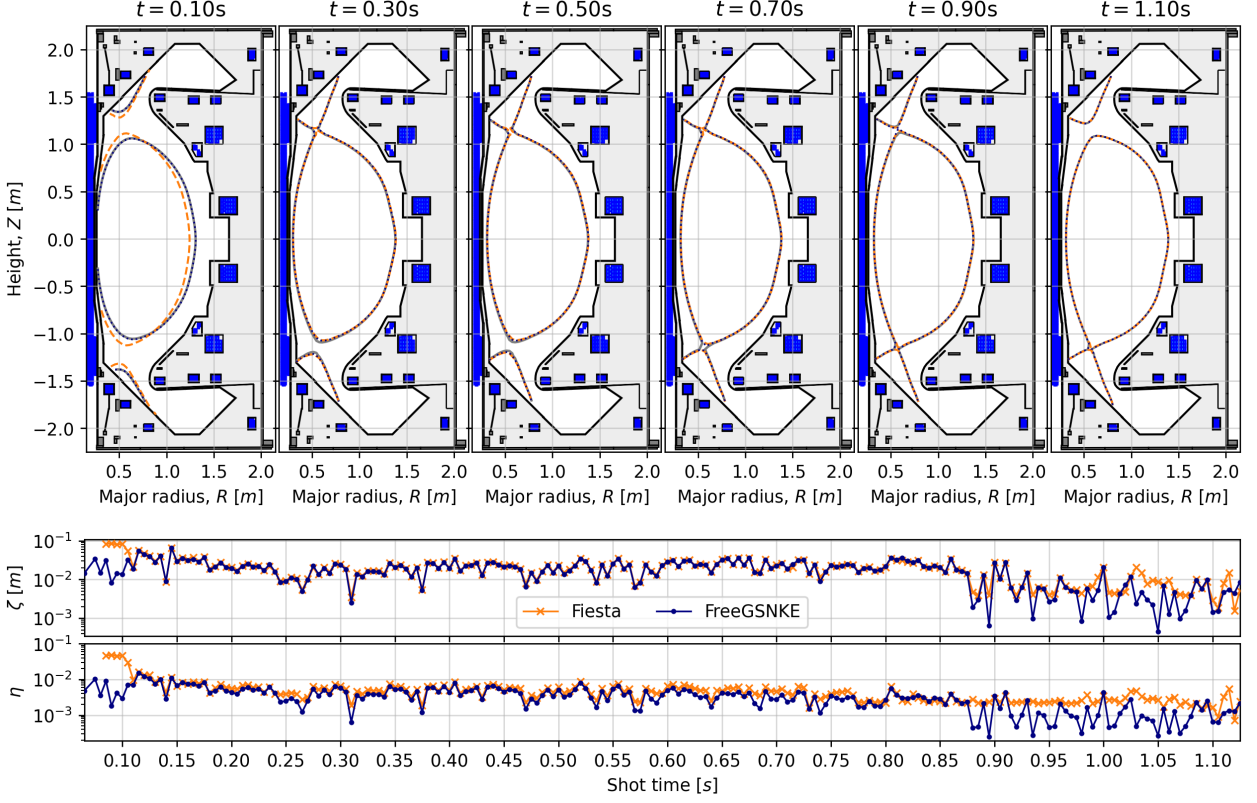 t = 0.10s t = 0.30s t = 0.50s t = 0.70s t = 0.90s t = 1.10s
2.0
1.5
1.0
0.5
0.0
−0.5
−1.0
−1.5
−2.0
Height, Z [m]
0.5 1.0 1.5 2.0 0.5 1.0 1.5 2.0 0.5 1.0 1.5 2.0 0.5 1.0 1.5 2.0 0.5 1.0 1.5 2.0 0.5 1.0 1.5 2.0
Major radius, R [m] Major radius, R [m] Major radius, R [m] Major radius, R [m] Major radius, R [m] Major radius, R [m]
10⁻¹
10⁻²
10⁻³
ζ [m]
Fiesta FreeGSNKE
10⁻¹
10⁻²
10⁻³
η
0.10 0.15 0.20 0.25 0.30 0.35 0.40 0.45 0.50 0.55 0.60 0.65 0.70 0.75 0.80 0.85 0.90 0.95 1.00 1.05 1.10
Shot time [s]